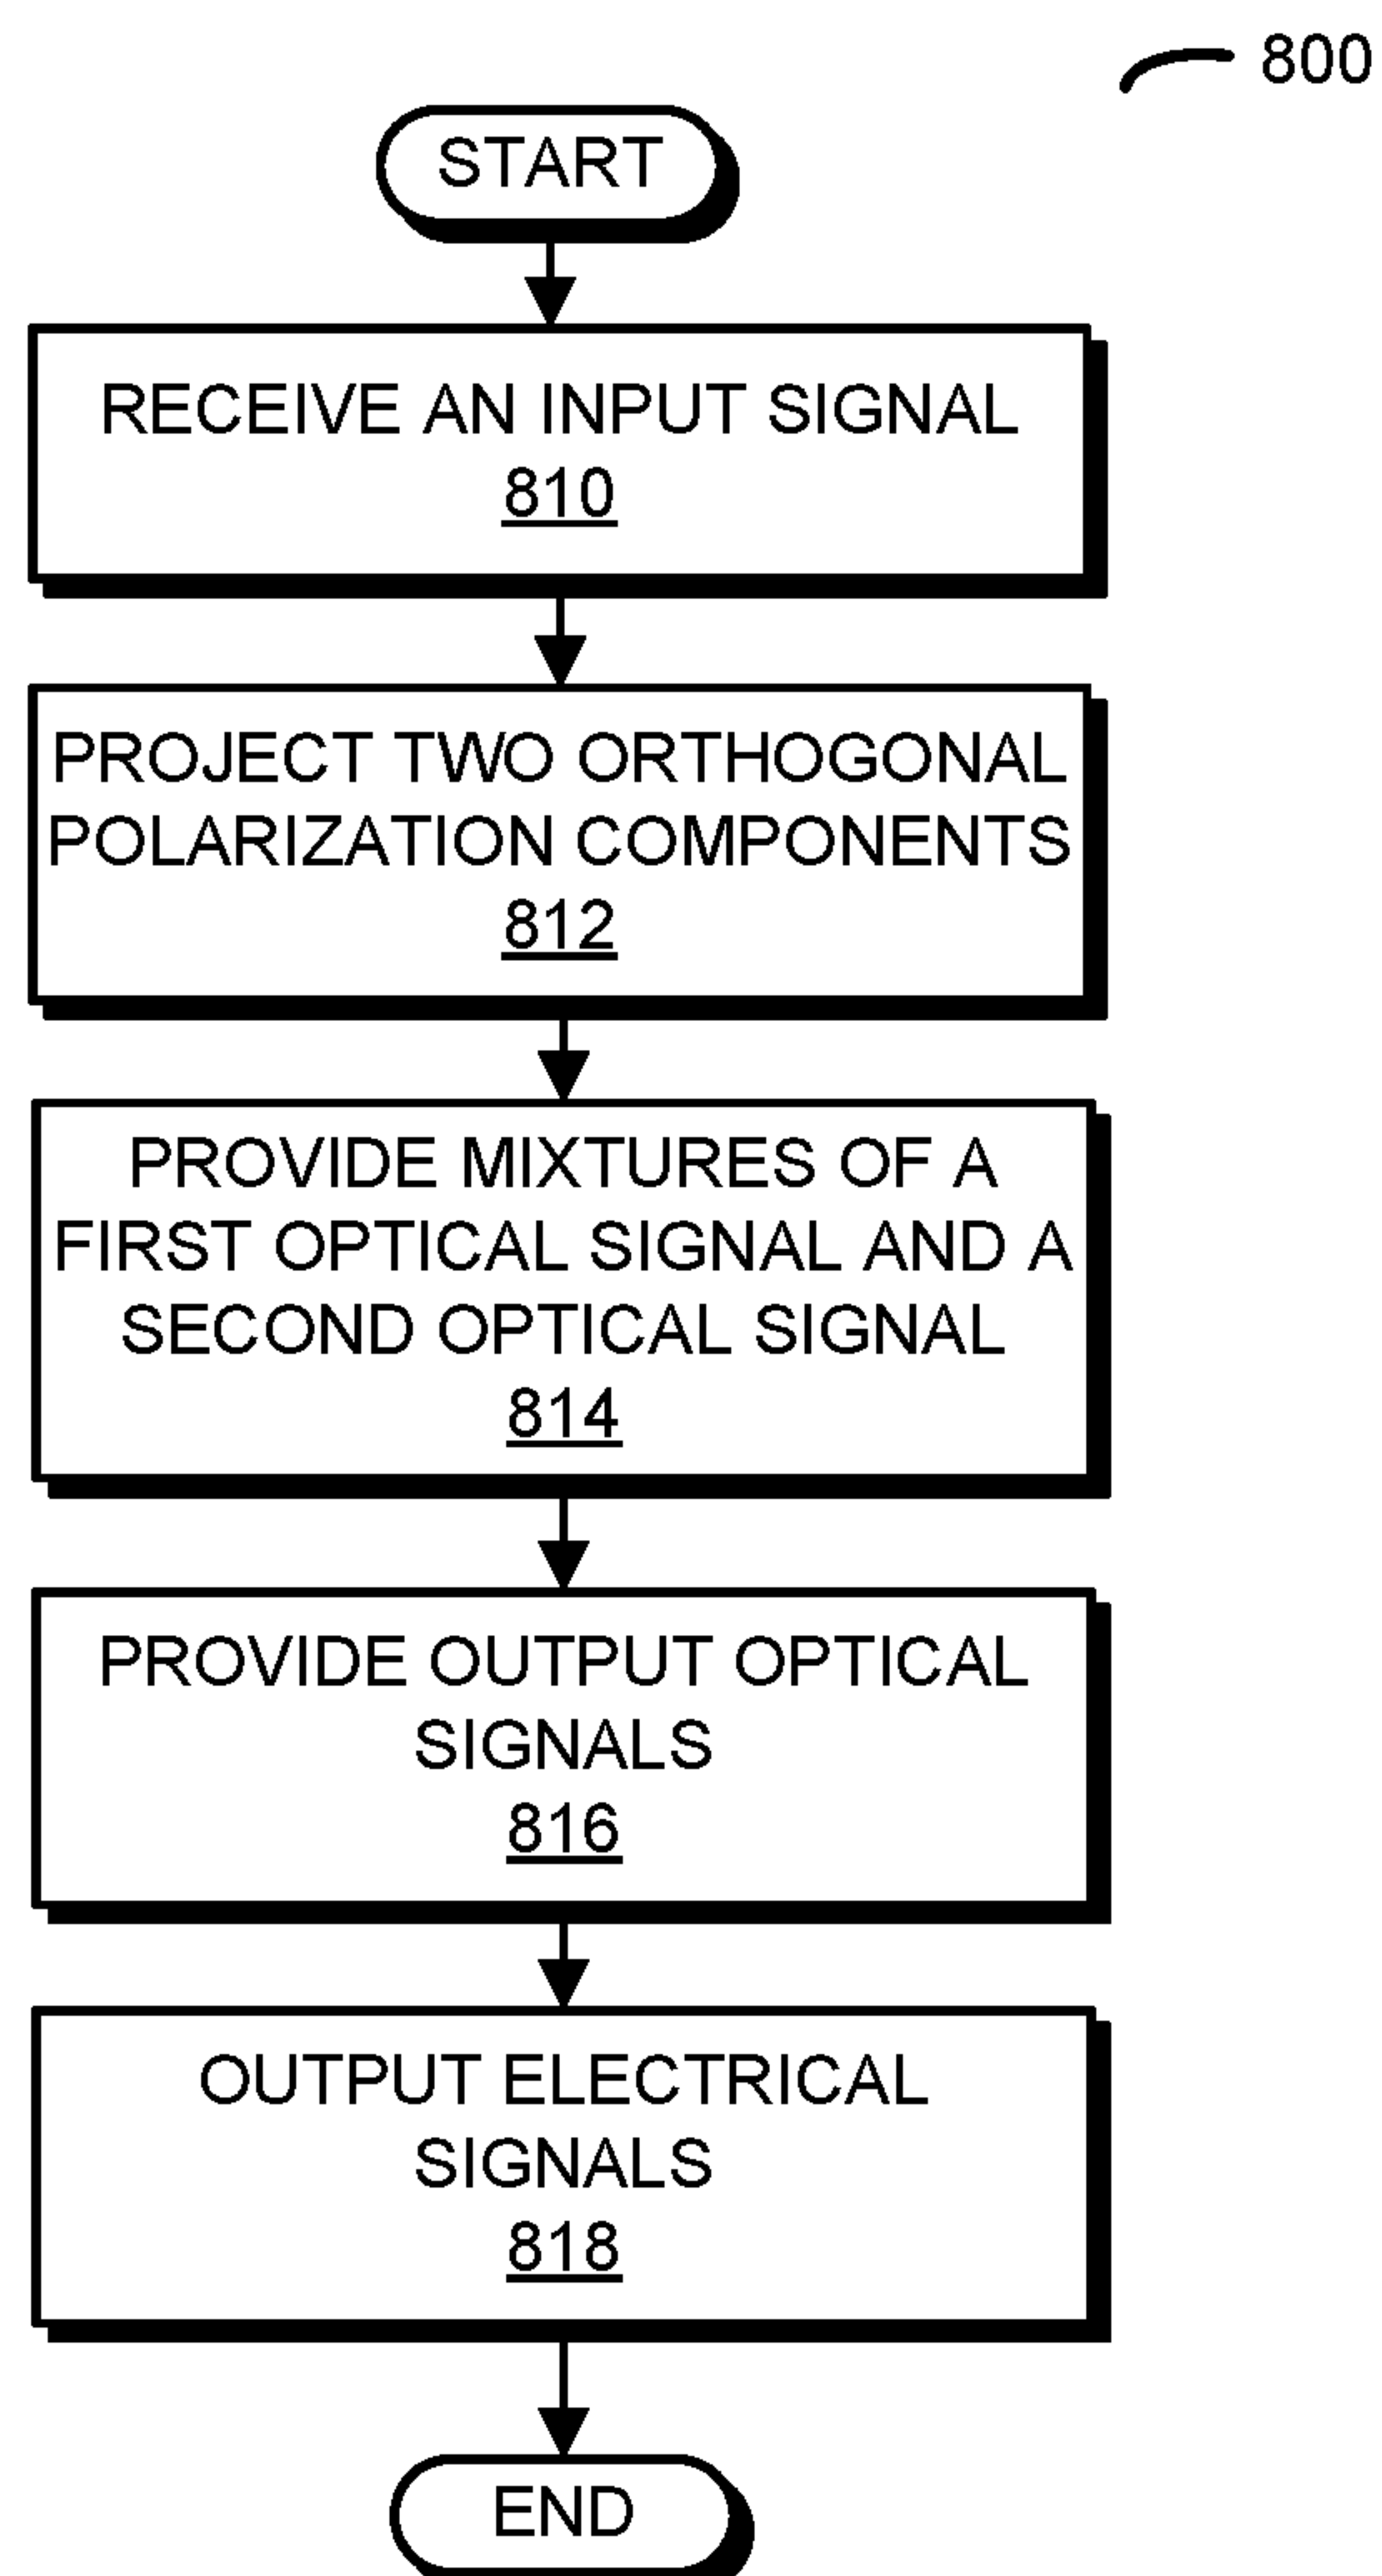 800
START
RECEIVE AN INPUT SIGNAL
810
PROJECT TWO ORTHOGONAL
POLARIZATION COMPONENTS
812
PROVIDE MIXTURES OF A
FIRST OPTICAL SIGNAL AND A
SECOND OPTICAL SIGNAL
814
PROVIDE OUTPUT OPTICAL
SIGNALS
816
OUTPUT ELECTRICAL
SIGNALS
818
END